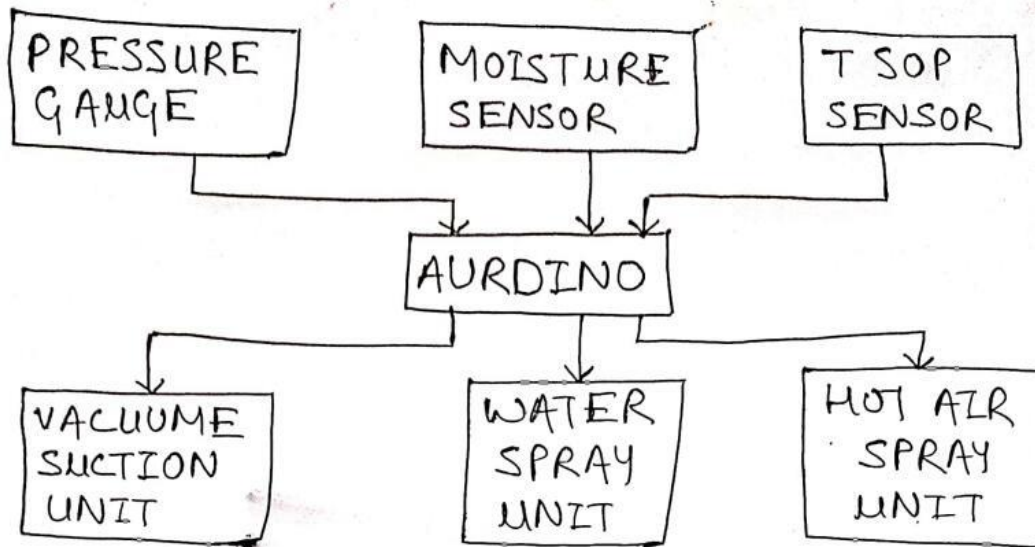 PRESSURE
GAUGE
MOISTURE
SENSOR
T SOP
SENSOR
AURDINO
VACUUME
SUCTION
UNIT
WATER
SPRAY
UNIT
HOT AIR
SPRAY
UNIT